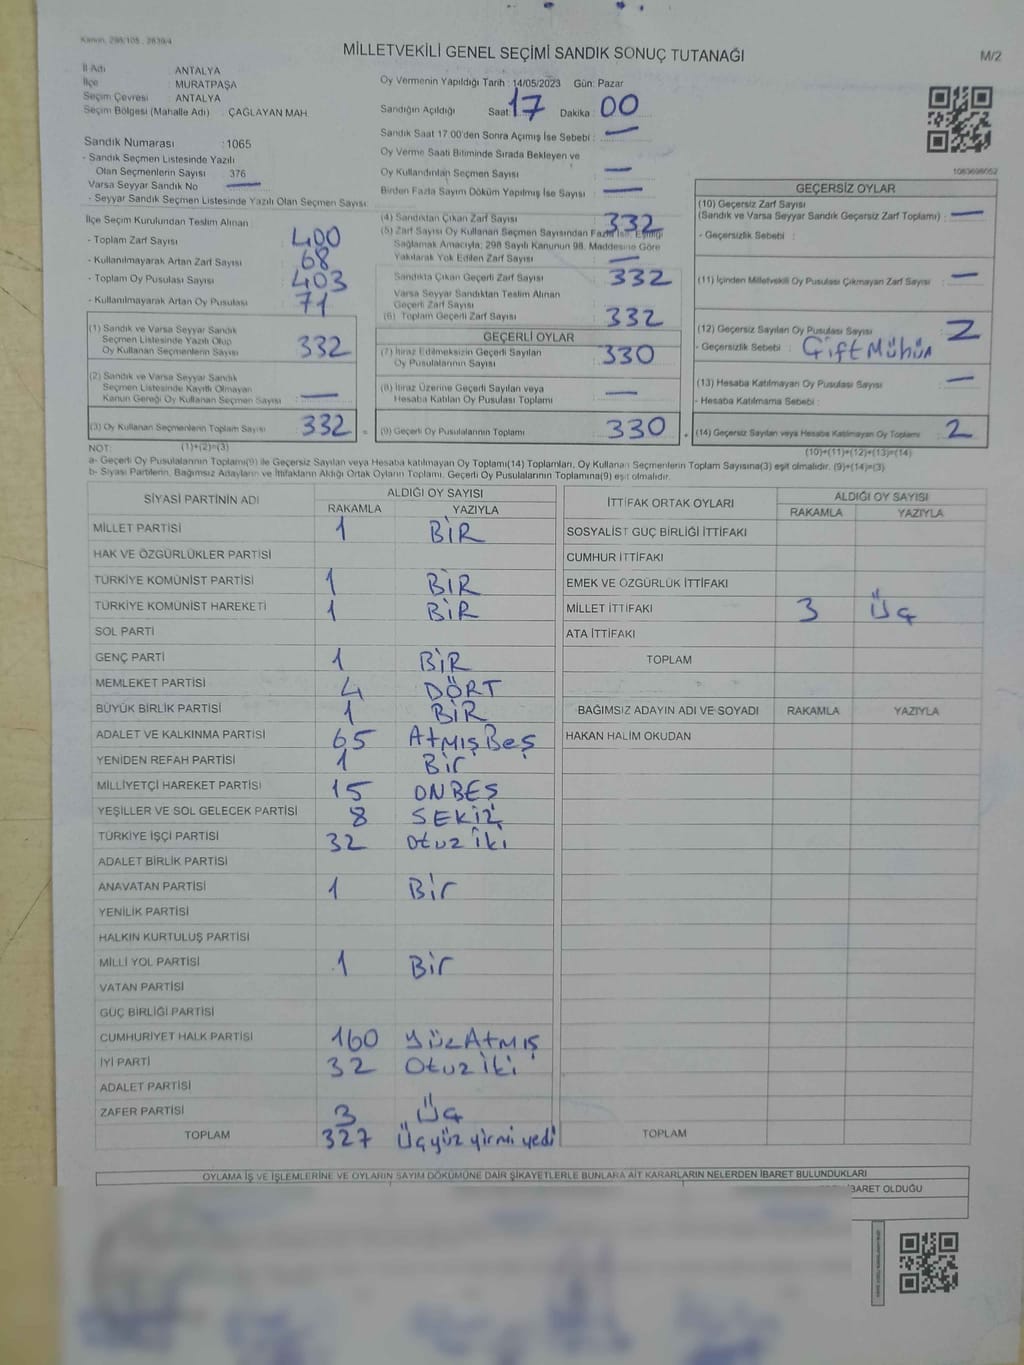 Kanun, 298/105 , 2839/4
MİLLETVEKİLİ GENEL SEÇİMİ SANDIK SONUÇ TUTANAĞI
M/2
İl Adı : ANTALYA
İlçe : MURATPAŞA
Seçim Çevresi : ANTALYA
Seçim Bölgesi (Mahalle Adı) : ÇAĞLAYAN MAH.
Sandık Numarası : 1065
- Sandık Seçmen Listesinde Yazılı
Olan Seçmenlerin Sayısı 376
Varsa Seyyar Sandık No —
- Seyyar Sandık Seçmen Listesinde Yazılı Olan Seçmen Sayısı:
Oy Vermenin Yapıldığı Tarih : 14/05/2023 Gün: Pazar
Sandığın Açıldığı Saat : 17 Dakika : 00
Sandık Saat 17.00'den Sonra Açımış İse Sebebi : —
Oy Verme Saati Bitiminde Sırada Bekleyen ve
Oy Kullandırılan Seçmen Sayısı : —
Birden Fazla Sayım Döküm Yapılmış İse Sayısı : —
1083698052
İlçe Seçim Kurulundan Teslim Alınan
- Toplam Zarf Sayısı : 400
- Kullanılmayarak Artan Zarf Sayısı : 68
- Toplam Oy Pusulası Sayısı : 403
- Kullanılmayarak Artan Oy Pusulası : 71
(1) Sandık ve Varsa Seyyar Sandık
Seçmen Listesinde Yazılı Olup
Oy Kullanan Seçmenlerin Sayısı : 332
(2) Sandık ve Varsa Seyyar Sandık
Seçmen Listesinde Kayıtlı Olmayan
Kanun Gereği Oy Kullanan Seçmen Sayısı : —
(3) Oy Kullanan Seçmenlerin Toplam Sayısı : 332
(1)+(2)=(3)
(4) Sandıktan Çıkan Zarf Sayısı : 332
(5) Zarf Sayısı Oy Kullanan Seçmen Sayısından Fazla İse, Eşitliği
Sağlamak Amacıyla; 298 Sayılı Kanunun 98. Maddesine Göre
Yakılarak Yok Edilen Zarf Sayısı : —
Sandıkta Çıkan Geçerli Zarf Sayısı : 332
Varsa Seyyar Sandıktan Teslim Alınan
Geçerli Zarf Sayısı
(6) Toplam Geçerli Zarf Sayısı : 332
GEÇERLİ OYLAR
(7) İtiraz Edilmeksizin Geçerli Sayılan
Oy Pusulalarının Sayısı : 330
(8) İtiraz Üzerine Geçerli Sayılan veya
Hesaba Katılan Oy Pusulası Toplamı : —
(9) Geçerli Oy Pusulalarının Toplamı : 330
GEÇERSİZ OYLAR
(10) Geçersiz Zarf Sayısı
(Sandık ve Varsa Seyyar Sandık Geçersiz Zarf Toplamı) : —
- Geçersizlik Sebebi :
(11) İçinden Milletvekili Oy Pusulası Çıkmayan Zarf Sayısı : —
(12) Geçersiz Sayılan Oy Pusulası Sayısı : 2
- Geçersizlik Sebebi : Çift Mühür
(13) Hesaba Katılmayan Oy Pusulası Sayısı : —
- Hesaba Katılmama Sebebi :
(14) Geçersiz Sayılan veya Hesaba Katılmayan Oy Toplamı : 2
(10)+(11)+(12)+(13)=(14)
NOT:
a- Geçerli Oy Pusulalarının Toplamı(9) ile Geçersiz Sayılan veya Hesaba katılmayan Oy Toplamı(14) Toplamları, Oy Kullanan Seçmenlerin Toplam Sayısına(3) eşit olmalıdır. (9)+(14)=(3)
b- Siyasi Partilerin, Bağımsız Adayların ve İttifakların Aldığı Ortak Oyların Toplamı, Geçerli Oy Pusulalarının Toplamına(9) eşit olmalıdır.
SİYASİ PARTİNİN ADI ALDIĞI OY SAYISI
RAKAMLA YAZIYLA
MİLLET PARTİSİ 1 BİR
HAK VE ÖZGÜRLÜKLER PARTİSİ
TÜRKİYE KOMÜNİST PARTİSİ 1 BİR
TÜRKİYE KOMÜNİST HAREKETİ 1 BİR
SOL PARTİ
GENÇ PARTİ 1 BİR
MEMLEKET PARTİSİ 4 DÖRT
BÜYÜK BİRLİK PARTİSİ 1 BİR
ADALET VE KALKINMA PARTİSİ 65 AtMIŞ Beş
YENİDEN REFAH PARTİSİ 1 Bir
MİLLİYETÇİ HAREKET PARTİSİ 15 ONBEŞ
YEŞİLLER VE SOL GELECEK PARTİSİ 8 SEKİZ
TÜRKİYE İŞÇİ PARTİSİ 32 Otuz iki
ADALET BİRLİK PARTİSİ
ANAVATAN PARTİSİ 1 Bir
YENİLİK PARTİSİ
HALKIN KURTULUŞ PARTİSİ
MİLLİ YOL PARTİSİ 1 Bir
VATAN PARTİSİ
GÜÇ BİRLİĞİ PARTİSİ
CUMHURİYET HALK PARTİSİ 160 YüzAtMIŞ
İYİ PARTİ 32 Otuz iki
ADALET PARTİSİ
ZAFER PARTİSİ 3 Üç
TOPLAM 327 Üçyüz yirmi yedi
İTTİFAK ORTAK OYLARI ALDIĞI OY SAYISI
RAKAMLA YAZIYLA
SOSYALİST GÜÇ BİRLİĞİ İTTİFAKI
CUMHUR İTTİFAKI
EMEK VE ÖZGÜRLÜK İTTİFAKI
MİLLET İTTİFAKI 3 Üç
ATA İTTİFAKI
TOPLAM
BAĞIMSIZ ADAYIN ADI VE SOYADI RAKAMLA YAZIYLA
HAKAN HALİM OKUDAN
TOPLAM
OYLAMA İŞ VE İŞLEMLERİNE VE OYLARIN SAYIM DÖKÜMÜNE DAİR ŞİKAYETLERLE BUNLARA AİT KARARLARIN NELERDEN İBARET BULUNDUKLARI
İBARET OLDUĞU